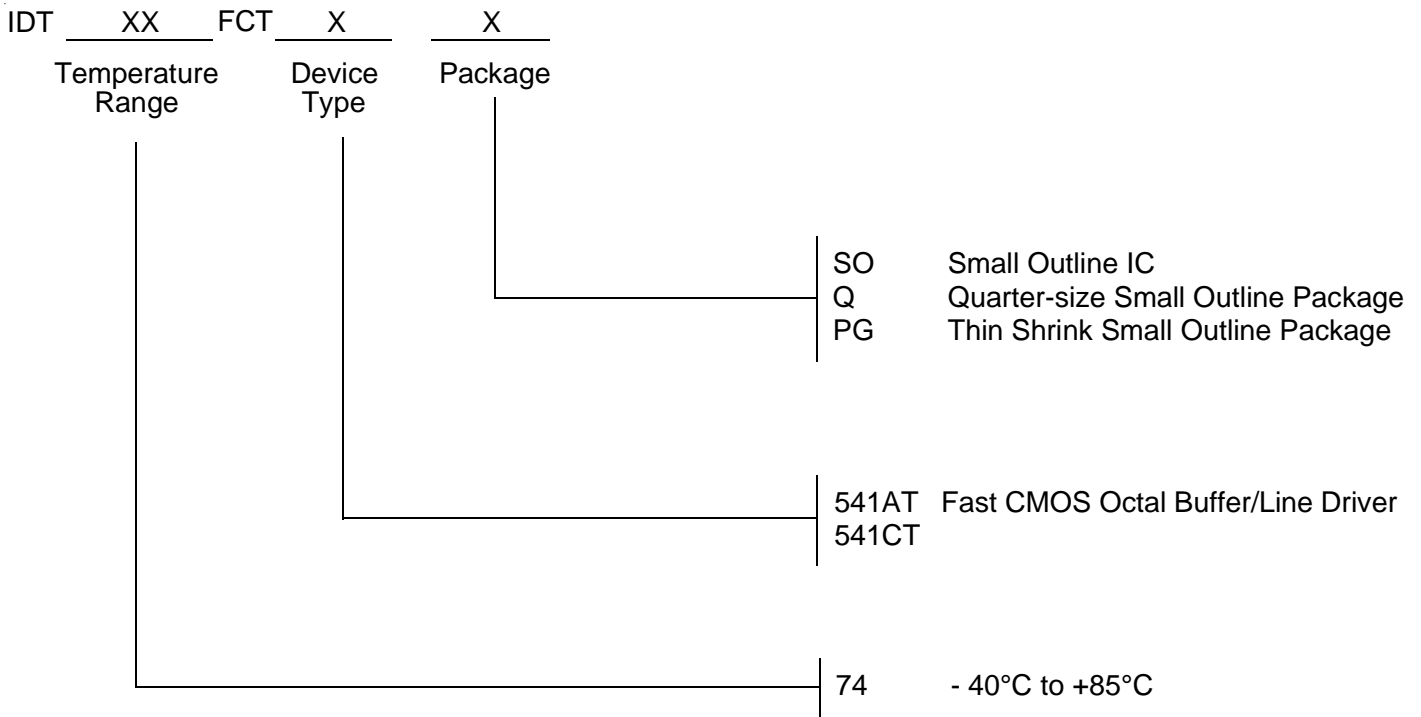 IDT XX FCT X X
Temperature Range
Device Type
Package
SO Small Outline IC
Q Quarter-size Small Outline Package
PG Thin Shrink Small Outline Package
541AT Fast CMOS Octal Buffer/Line Driver
541CT
74 - 40°C to +85°C